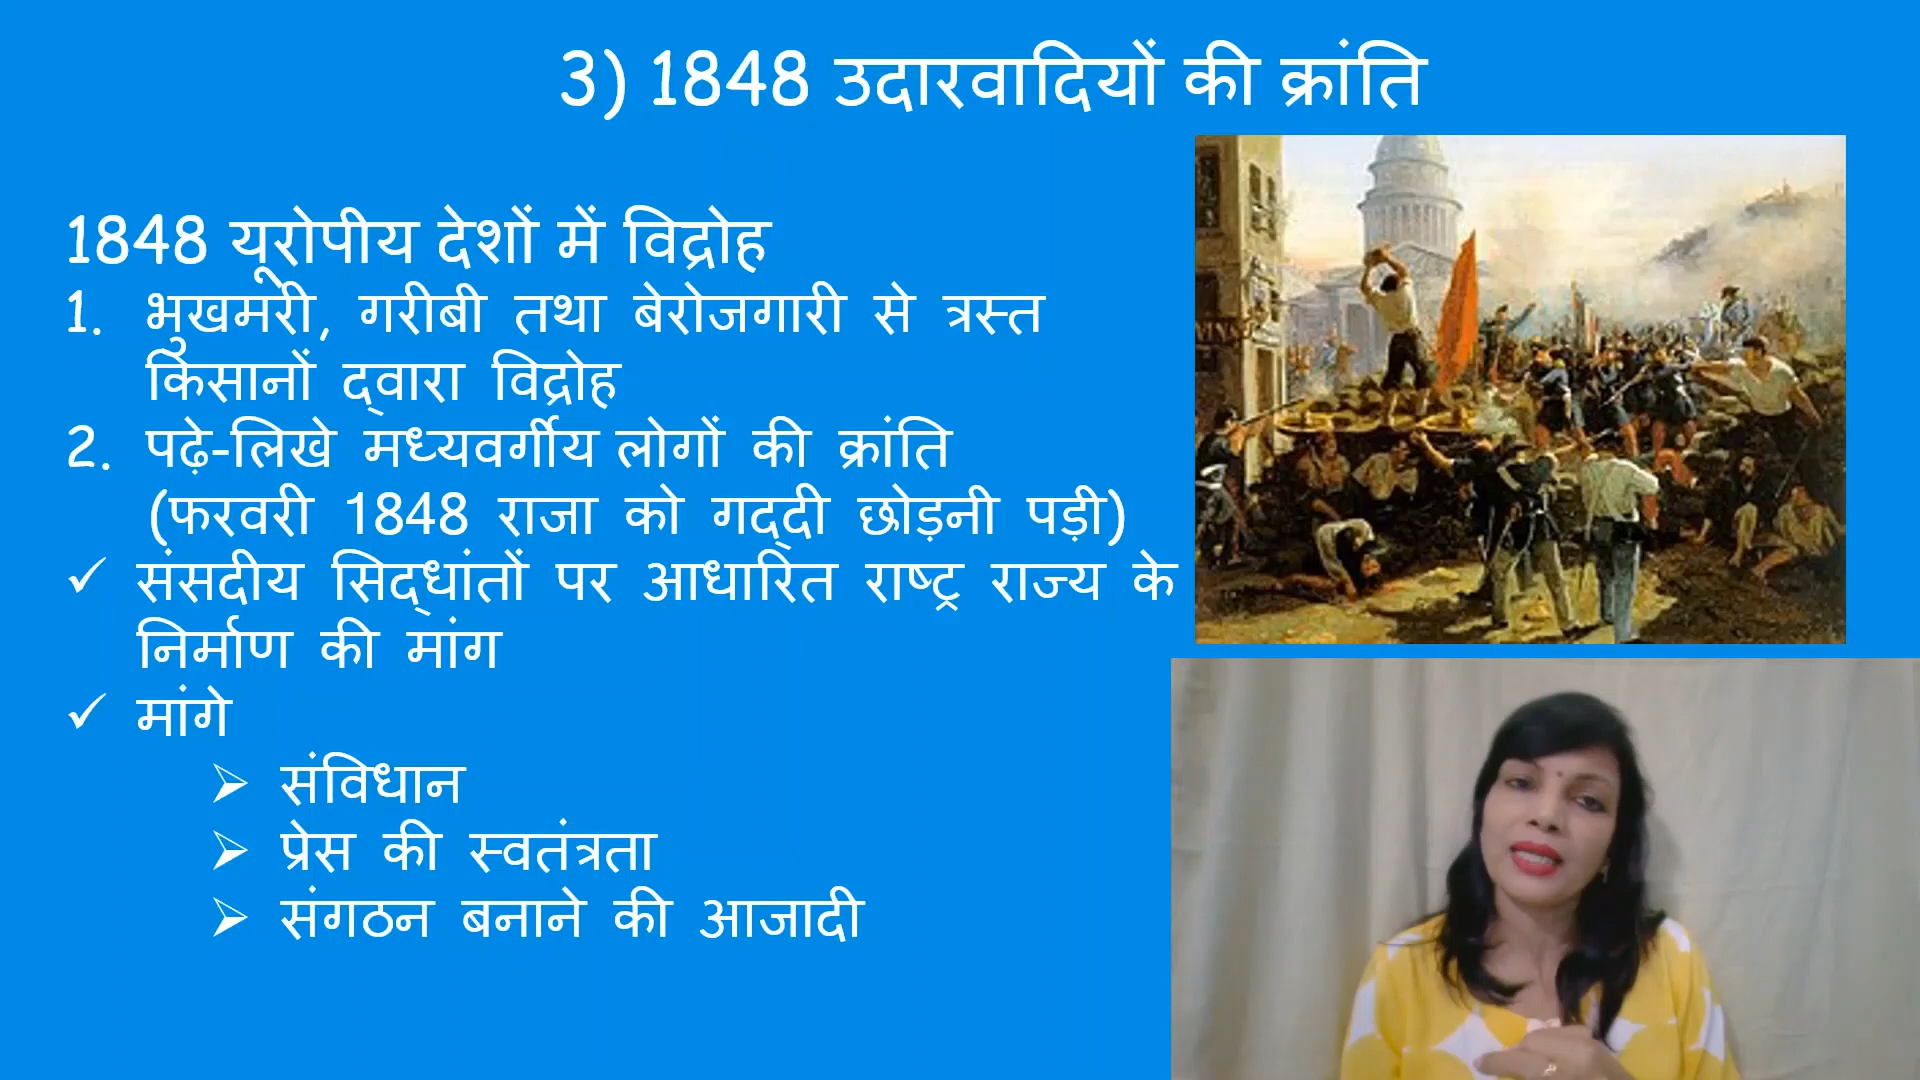 3) 1848 उदारवादियों की क्रांति
1848 यूरोपीय देशों में विद्रोह
1. भुखमरी, गरीबी तथा बेरोजगारी से त्रस्त
किसानों द्वारा विद्रोह
2. पढ़े-लिखे मध्यवर्गीय लोगों की क्रांति
(फरवरी 1848 राजा को गद्दी छोड़नी पड़ी)
✓ संसदीय सिद्धांतों पर आधारित राष्ट्र राज्य के
निर्माण की मांग
✓ मांगे
➢ संविधान
➢ प्रेस की स्वतंत्रता
➢ संगठन बनाने की आजादी